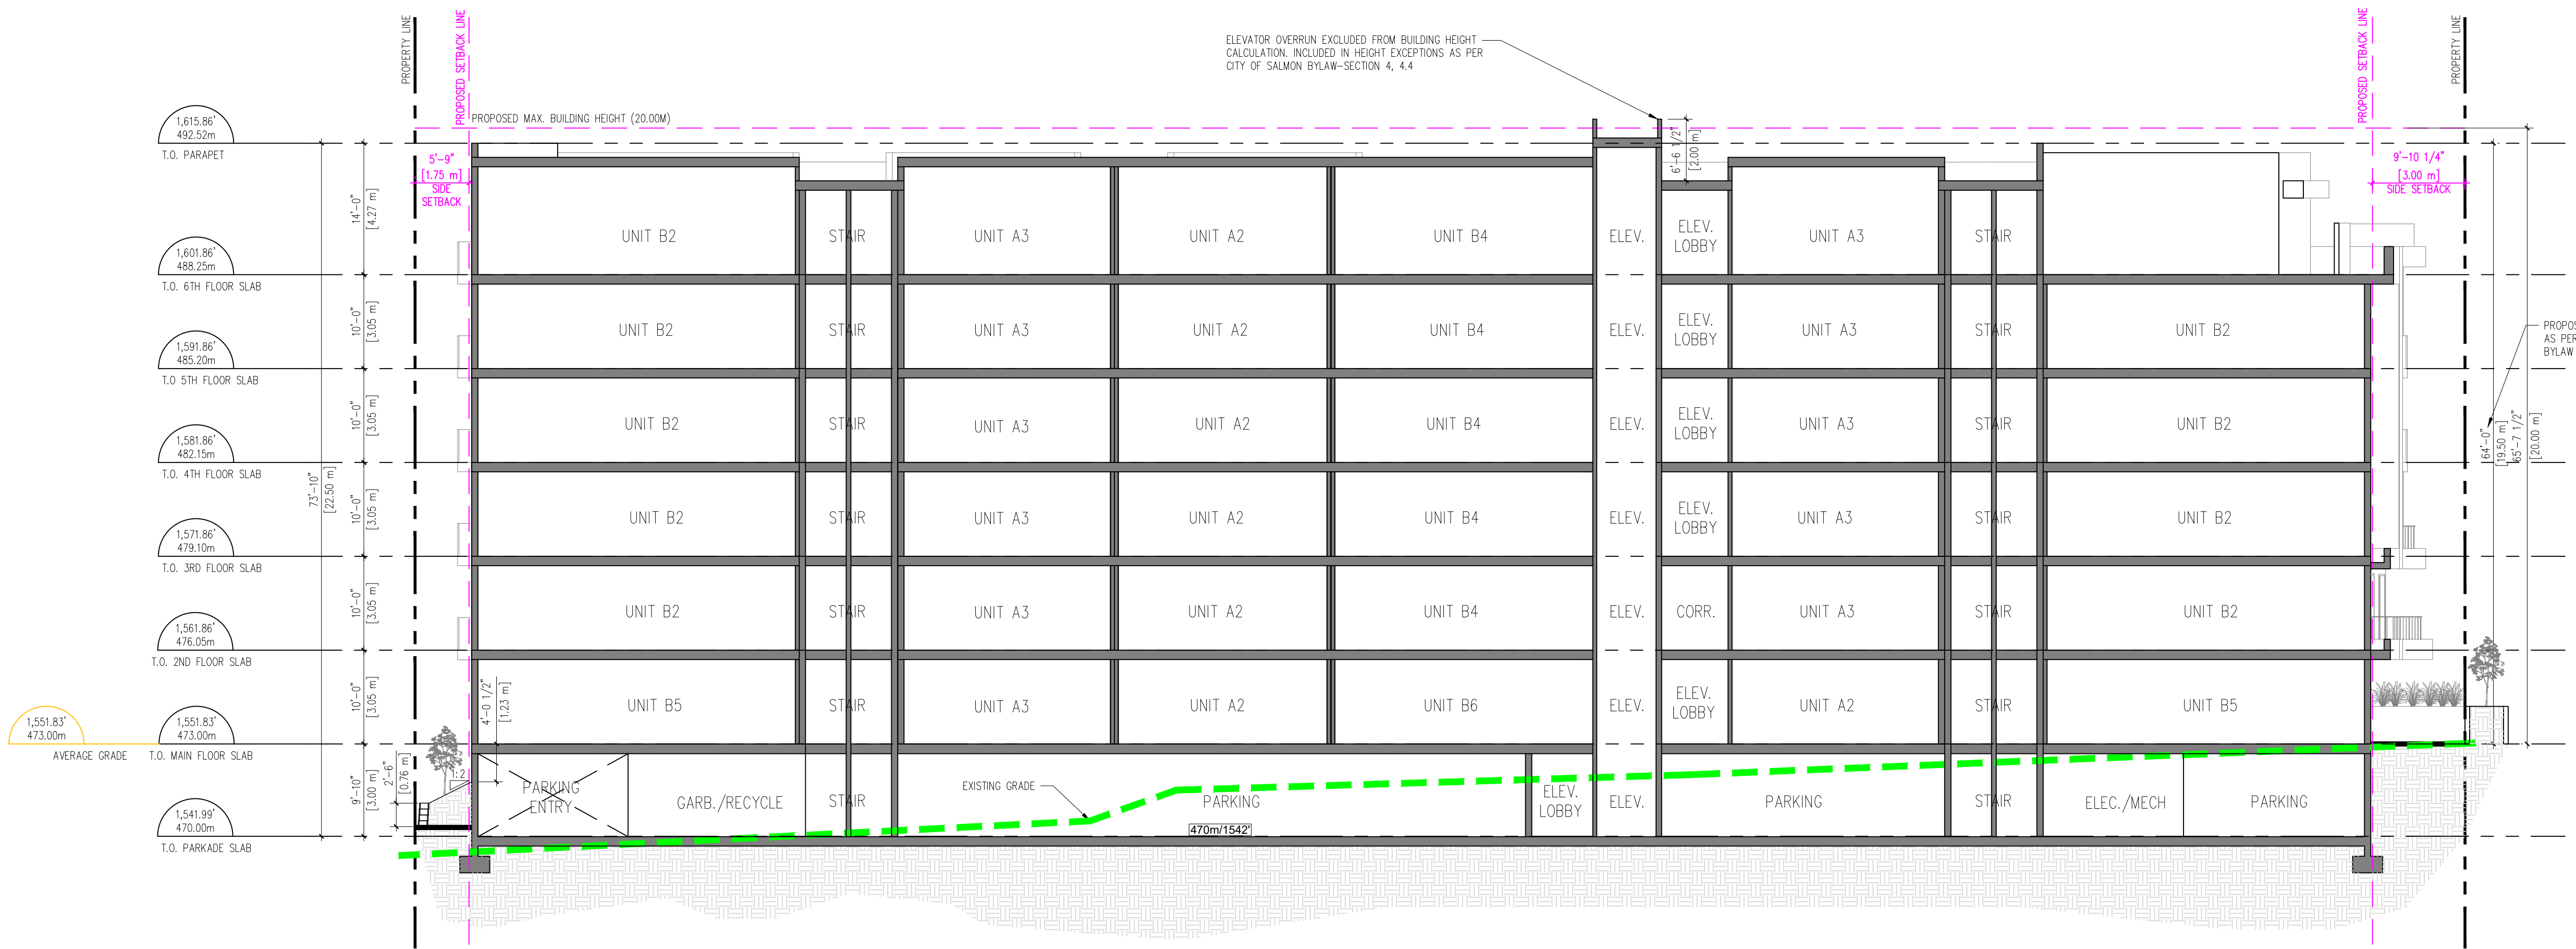 PROPERTY LINE
PROPOSED SETBACK LINE
PROPOSED MAX. BUILDING HEIGHT (20.00M)
ELEVATOR OVERRUN EXCLUDED FROM BUILDING HEIGHT
CALCULATION. INCLUDED IN HEIGHT EXCEPTIONS AS PER
CITY OF SALMON BYLAW-SECTION 4, 4.4
PROPOSED SETBACK LINE
PROPERTY LINE
1,615.86'
492.52m
T.O. PARAPET
5'-9"
[1.75 m]
SIDE
SETBACK
6'-6 1/2"
[2.00 m]
9'-10 1/4"
[3.00 m]
SIDE SETBACK
14'-0"
[4.27 m]
UNIT B2
STAIR
UNIT A3
UNIT A2
UNIT B4
ELEV.
ELEV.
LOBBY
UNIT A3
STAIR
1,601.86'
488.25m
T.O. 6TH FLOOR SLAB
10'-0"
[3.05 m]
UNIT B2
STAIR
UNIT A3
UNIT A2
UNIT B4
ELEV.
ELEV.
LOBBY
UNIT A3
STAIR
UNIT B2
PROPOS
AS PER
BYLAW
1,591.86'
485.20m
T.O 5TH FLOOR SLAB
10'-0"
[3.05 m]
UNIT B2
STAIR
UNIT A3
UNIT A2
UNIT B4
ELEV.
ELEV.
LOBBY
UNIT A3
STAIR
UNIT B2
64'-0"
[19.50 m]
65'-7 1/2"
[20.00 m]
1,581.86'
482.15m
T.O. 4TH FLOOR SLAB
73'-10"
[22.50 m]
10'-0"
[3.05 m]
UNIT B2
STAIR
UNIT A3
UNIT A2
UNIT B4
ELEV.
ELEV.
LOBBY
UNIT A3
STAIR
UNIT B2
1,571.86'
479.10m
T.O. 3RD FLOOR SLAB
10'-0"
[3.05 m]
UNIT B2
STAIR
UNIT A3
UNIT A2
UNIT B4
ELEV.
CORR.
UNIT A3
STAIR
UNIT B2
1,561.86'
476.05m
T.O. 2ND FLOOR SLAB
10'-0"
[3.05 m]
4'-0 1/2"
[1.23 m]
UNIT B5
STAIR
UNIT A3
UNIT A2
UNIT B6
ELEV.
ELEV.
LOBBY
UNIT A2
STAIR
UNIT B5
1,551.83'
473.00m
AVERAGE GRADE
1,551.83'
473.00m
T.O. MAIN FLOOR SLAB
9'-10"
[3.00 m]
2'-6"
[0.76 m]
1:2
PARKING
ENTRY
GARB./RECYCLE
STAIR
EXISTING GRADE
PARKING
470m/1542'
ELEV.
LOBBY
ELEV.
PARKING
STAIR
ELEC./MECH
PARKING
1,541.99'
470.00m
T.O. PARKADE SLAB